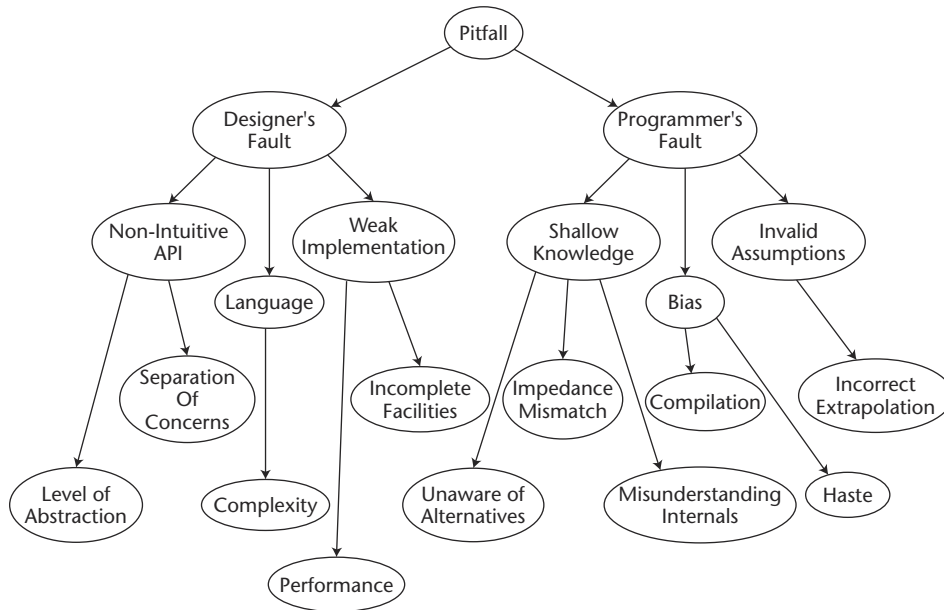 Pitfall
Designer's
Fault
Programmer's
Fault
Non-Intuitive
API
Weak
Implementation
Shallow
Knowledge
Invalid
Assumptions
Language
Bias
Separation
Of
Concerns
Incomplete
Facilities
Impedance
Mismatch
Compilation
Incorrect
Extrapolation
Level of
Abstraction
Complexity
Unaware of
Alternatives
Misunderstanding
Internals
Haste
Performance